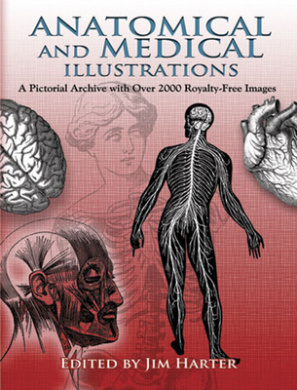 ANATOMICAL
AND MEDICAL
ILLUSTRATIONS
A Pictorial Archive with Over 2000 Royalty-Free Images
EDITED BY JIM HARTER